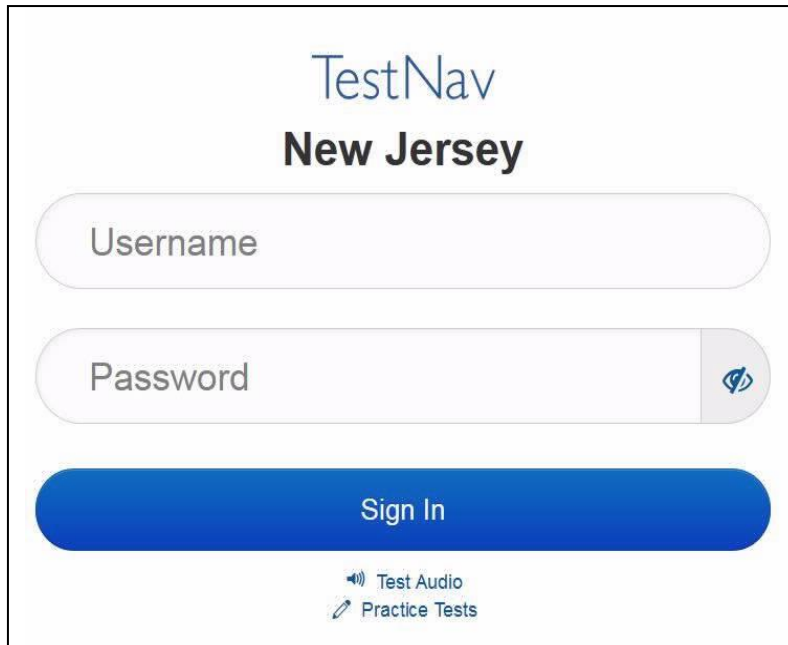 TestNav
New Jersey
Username
Password
Sign In
Test Audio
Practice Tests